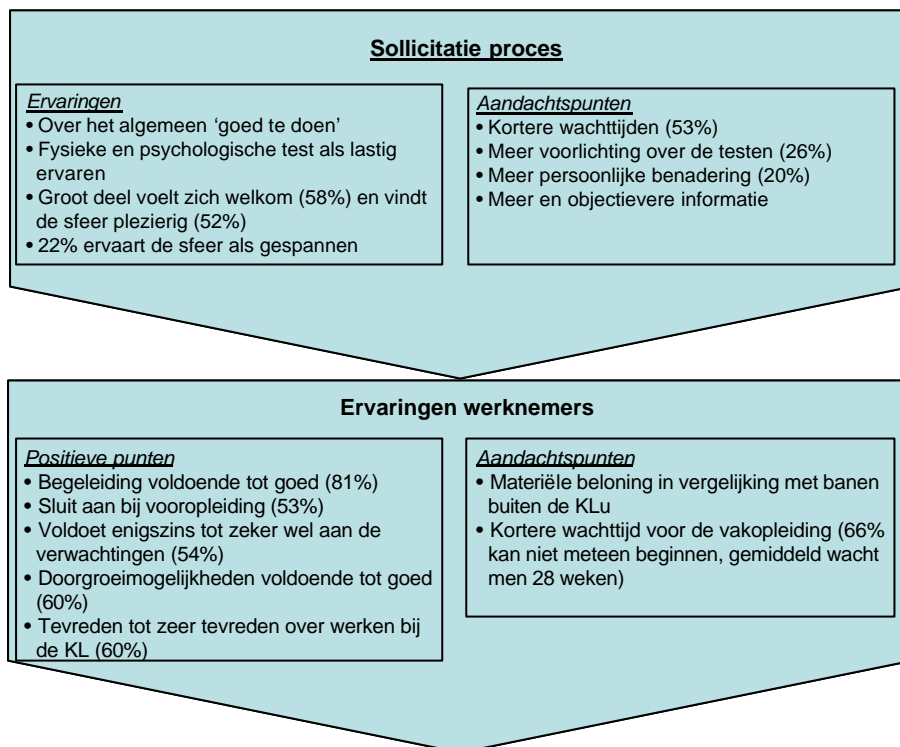 Sollicitatie proces
Ervaringen
• Over het algemeen ‘goed te doen’
• Fysieke en psychologische test als lastig
ervaren
• Groot deel voelt zich welkom (58%) en vindt
de sfeer plezierig (52%)
• 22% ervaart de sfeer als gespannen
Aandachtspunten
• Kortere wachttijden (53%)
• Meer voorlichting over de testen (26%)
• Meer persoonlijke benadering (20%)
• Meer en objectievere informatie
Ervaringen werknemers
Positieve punten
• Begeleiding voldoende tot goed (81%)
• Sluit aan bij vooropleiding (53%)
• Voldoet enigszins tot zeker wel aan de
verwachtingen (54%)
• Doorgroeimogelijkheden voldoende tot goed
(60%)
• Tevreden tot zeer tevreden over werken bij
de KL (60%)
Aandachtspunten
• Materiële beloning in vergelijking met banen
buiten de KLu
• Kortere wachttijd voor de vakopleiding (66%
kan niet meteen beginnen, gemiddeld wacht
men 28 weken)